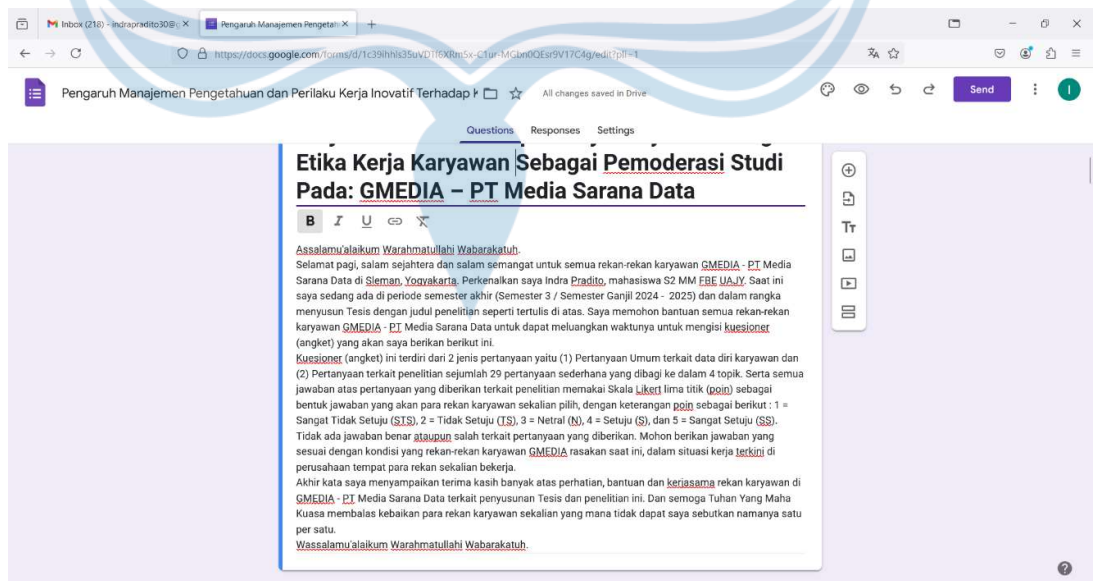 Inbox (218) - indrapradito30@g
Pengaruh Manajemen Pengetah
docs.google.com/forms/d/
Pengaruh Manajemen Pengetahuan dan Perilaku Kerja Inovatif Terhadap
All changes saved in Drive
Send
I
Questions Responses Settings
Etika Kerja Karyawan Sebagai Pemoderasi Studi
Pada: GMEDIA – PT Media Sarana Data
B I U
Assalamu'alaikum Warahmatullahi Wabarakatuh.
Selamat pagi, salam sejahtera dan salam semangat untuk semua rekan-rekan karyawan GMEDIA - PT Media
Sarana Data di Sleman, Yogyakarta. Perkenalkan saya Indra Pradito, mahasiswa S2 MM FBE UAJY. Saat ini
saya sedang ada di periode semester akhir (Semester 3 / Semester Ganjil 2024 - 2025) dan dalam rangka
menyusun Tesis dengan judul penelitian seperti tertulis di atas. Saya memohon bantuan semua rekan-rekan
karyawan GMEDIA - PT Media Sarana Data untuk dapat meluangkan waktunya untuk mengisi kuesioner
(angket) yang akan saya berikan berikut ini.
Kuesioner (angket) ini terdiri dari 2 jenis pertanyaan yaitu (1) Pertanyaan Umum terkait data diri karyawan dan
(2) Pertanyaan terkait penelitian sejumlah 29 pertanyaan sederhana yang dibagi ke dalam 4 topik. Serta semua
jawaban atas pertanyaan yang diberikan terkait penelitian memakai Skala Likert lima titik (poin) sebagai
bentuk jawaban yang akan para rekan karyawan sekalian pilih, dengan keterangan poin sebagai berikut : 1 =
Sangat Tidak Setuju (STS), 2 = Tidak Setuju (TS), 3 = Netral (N), 4 = Setuju (S), dan 5 = Sangat Setuju (SS).
Tidak ada jawaban benar ataupun salah terkait pertanyaan yang diberikan. Mohon berikan jawaban yang
sesuai dengan kondisi yang rekan-rekan karyawan GMEDIA rasakan saat ini, dalam situasi kerja terkini di
perusahaan tempat para rekan sekalian bekerja.
Akhir kata saya menyampaikan terima kasih banyak atas perhatian, bantuan dan kerjasama rekan karyawan di
GMEDIA - PT Media Sarana Data terkait penyusunan Tesis dan penelitian ini. Dan semoga Tuhan Yang Maha
Kuasa membalas kebaikan para rekan karyawan sekalian yang mana tidak dapat saya sebutkan namanya satu
per satu.
Wassalamu'alaikum Warahmatullahi Wabarakatuh.